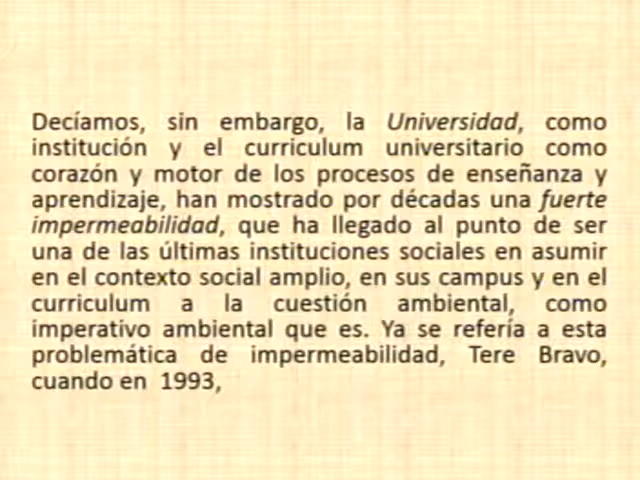 Decíamos, sin embargo, la Universidad, como
institución y el curriculum universitario como
corazón y motor de los procesos de enseñanza y
aprendizaje, han mostrado por décadas una fuerte
impermeabilidad, que ha llegado al punto de ser
una de las últimas instituciones sociales en asumir
en el contexto social amplio, en sus campus y en el
curriculum a la cuestión ambiental, como
imperativo ambiental que es. Ya se refería a esta
problemática de impermeabilidad, Tere Bravo,
cuando en 1993,